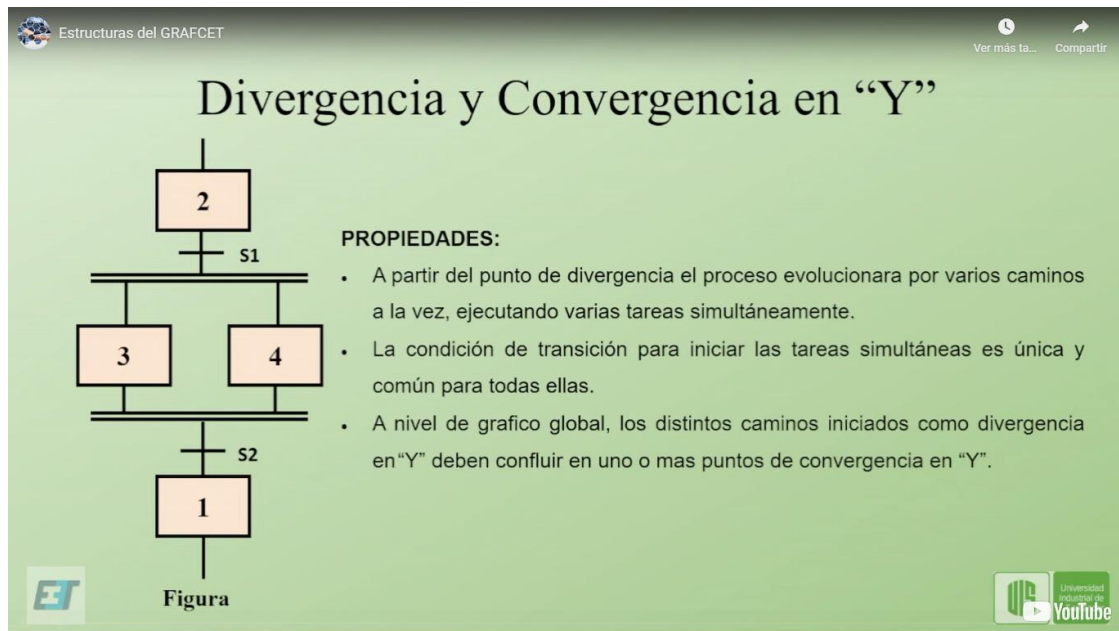 Estructuras del GRAFCET
Ver más ta...
Compartir
Divergencia y Convergencia en “Y”
2
S1
3
4
S2
1
Figura
PROPIEDADES:
• A partir del punto de divergencia el proceso evolucionara por varios caminos
a la vez, ejecutando varias tareas simultáneamente.
• La condición de transición para iniciar las tareas simultáneas es única y
común para todas ellas.
• A nivel de grafico global, los distintos caminos iniciados como divergencia
en“Y” deben confluir en uno o mas puntos de convergencia en “Y”.
E3T
Universidad
Industrial de
YouTube